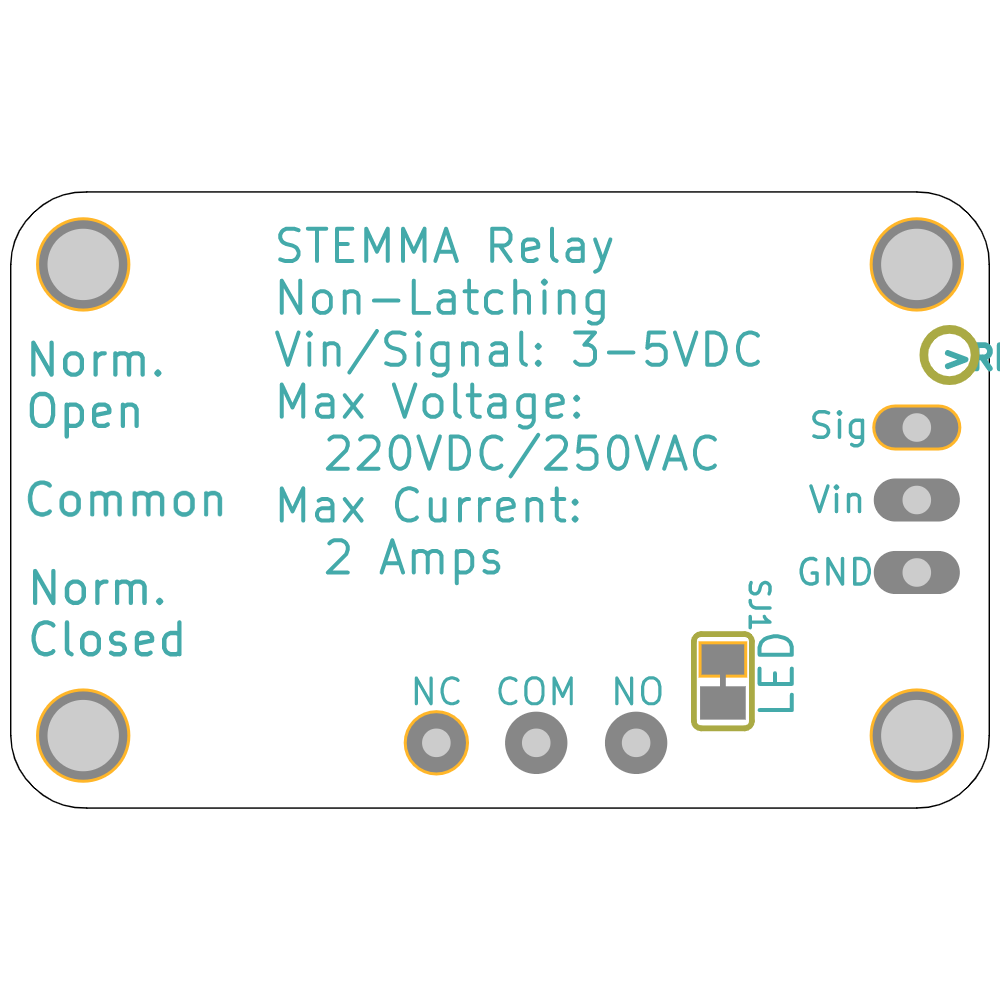 STEMMA Relay
Non-Latching
Vin/Signal: 3-5VDC
Max Voltage:
220VDC/250VAC
Max Current:
2 Amps
Norm.
Open
Common
Norm.
Closed
Sig
Vin
GND
SJ1
LED
NC COM NO